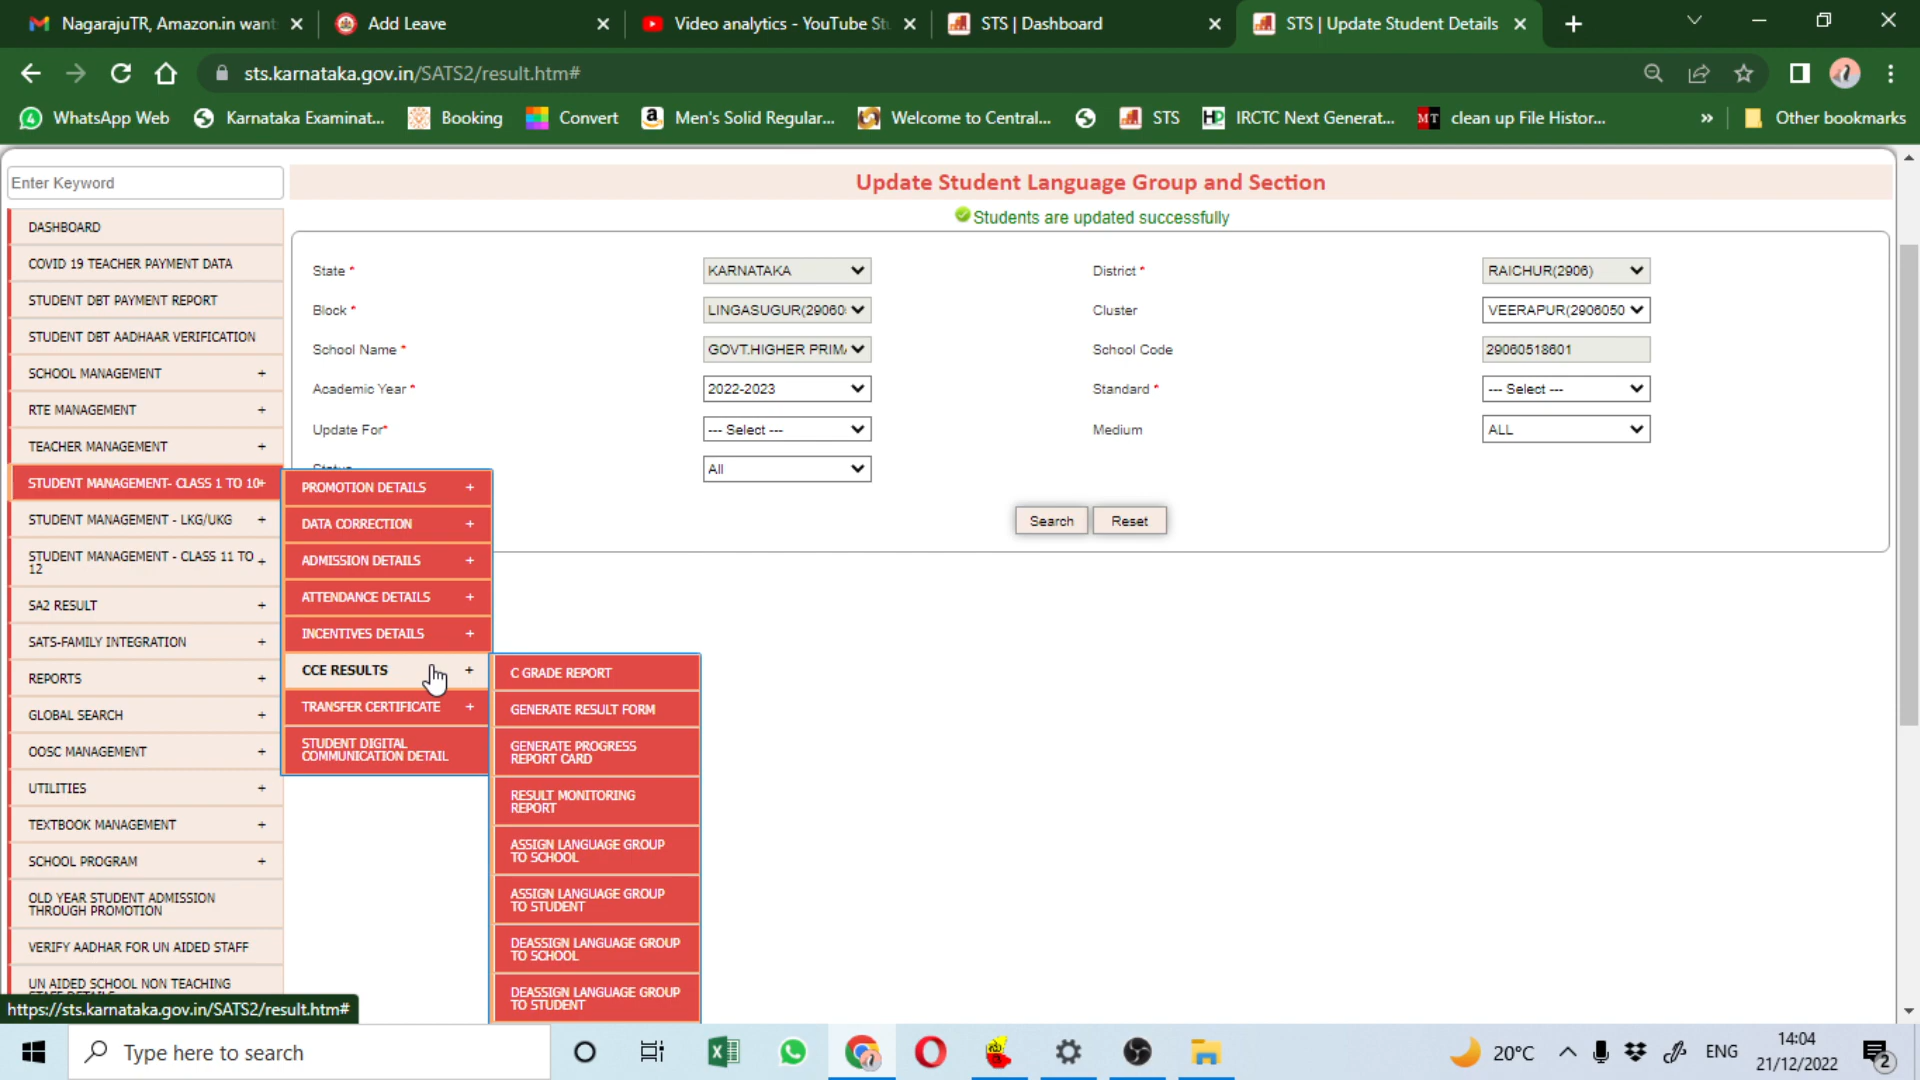 NagarajuTR, Amazon.in want
Add Leave
Video analytics - YouTube Stu
STS | Dashboard
STS | Update Student Details
sts.karnataka.gov.in/SATS2/result.htm#
WhatsApp Web
Karnataka Examinat...
Booking
Convert
Men's Solid Regular...
Welcome to Central...
STS
IRCTC Next Generat...
clean up File Histor...
»
Other bookmarks
Enter Keyword
Update Student Language Group and Section
Students are updated successfully
DASHBOARD
COVID 19 TEACHER PAYMENT DATA
STUDENT DBT PAYMENT REPORT
STUDENT DBT AADHAAR VERIFICATION
SCHOOL MANAGEMENT +
RTE MANAGEMENT +
TEACHER MANAGEMENT +
STUDENT MANAGEMENT- CLASS 1 TO 10+
STUDENT MANAGEMENT - LKG/UKG +
STUDENT MANAGEMENT - CLASS 11 TO +
12
SA2 RESULT +
SATS-FAMILY INTEGRATION +
REPORTS +
GLOBAL SEARCH +
OOSC MANAGEMENT +
UTILITIES +
TEXTBOOK MANAGEMENT +
SCHOOL PROGRAM +
OLD YEAR STUDENT ADMISSION
THROUGH PROMOTION
VERIFY AADHAR FOR UN AIDED STAFF
UN AIDED SCHOOL NON TEACHING
State * KARNATAKA District * RAICHUR(2906)
Block * LINGASUGUR(29060 Cluster VEERAPUR(2906050
School Name * GOVT.HIGHER PRIM School Code 29060518601
Academic Year * 2022-2023 Standard * --- Select ---
Update For* --- Select --- Medium ALL
Status All
Search Reset
PROMOTION DETAILS +
DATA CORRECTION +
ADMISSION DETAILS +
ATTENDANCE DETAILS +
INCENTIVES DETAILS +
CCE RESULTS +
TRANSFER CERTIFICATE +
STUDENT DIGITAL
COMMUNICATION DETAIL
C GRADE REPORT
GENERATE RESULT FORM
GENERATE PROGRESS
REPORT CARD
RESULT MONITORING
REPORT
ASSIGN LANGUAGE GROUP
TO SCHOOL
ASSIGN LANGUAGE GROUP
TO STUDENT
DEASSIGN LANGUAGE GROUP
TO SCHOOL
DEASSIGN LANGUAGE GROUP
TO STUDENT
https://sts.karnataka.gov.in/SATS2/result.htm#
Type here to search
20°C
ENG
14:04
21/12/2022
2